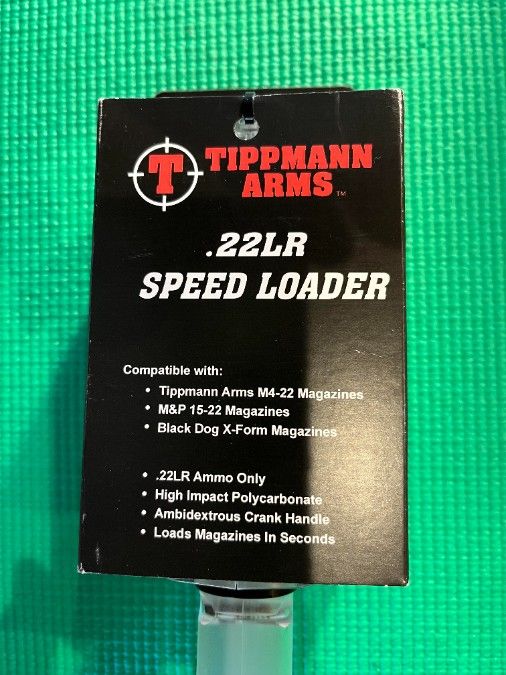 T TIPPMANN
ARMS™
.22LR
SPEED LOADER
Compatible with:
• Tippmann Arms M4-22 Magazines
• M&P 15-22 Magazines
• Black Dog X-Form Magazines
• .22LR Ammo Only
• High Impact Polycarbonate
• Ambidextrous Crank Handle
• Loads Magazines In Seconds